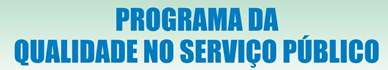 PROGRAMA DA
QUALIDADE NO SERVIÇO PÚBLICO